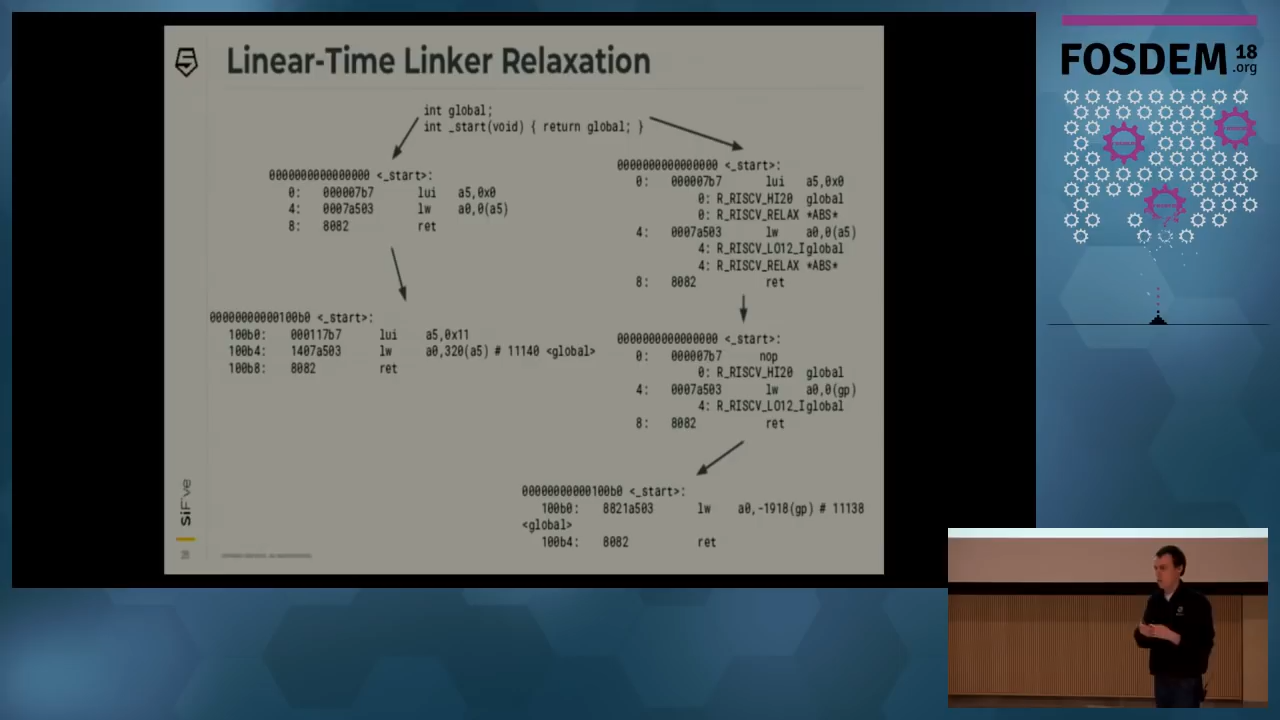 Linear-Time Linker Relaxation
int global;
int _start(void) { return global; }
0000000000000000 <_start>:
0: 000007b7 lui a5,0x0
4: 0007a503 lw a0,0(a5)
8: 8082 ret
00000000000100b0 <_start>:
100b0: 000117b7 lui a5,0x11
100b4: 1407a503 lw a0,320(a5) # 11140 <global>
100b8: 8082 ret
0000000000000000 <_start>:
0: 000007b7 lui a5,0x0
0: R_RISCV_HI20 global
0: R_RISCV_RELAX *ABS*
4: 0007a503 lw a0,0(a5)
4: R_RISCV_LO12_I global
4: R_RISCV_RELAX *ABS*
8: 8082 ret
0000000000000000 <_start>:
0: 000007b7 nop
0: R_RISCV_HI20 global
4: 0007a503 lw a0,0(gp)
4: R_RISCV_LO12_I global
8: 8082 ret
00000000000100b0 <_start>:
100b0: 8821a503 lw a0,-1918(gp) # 11138
<global>
100b4: 8082 ret
SiFive
FOSDEM 18
.org